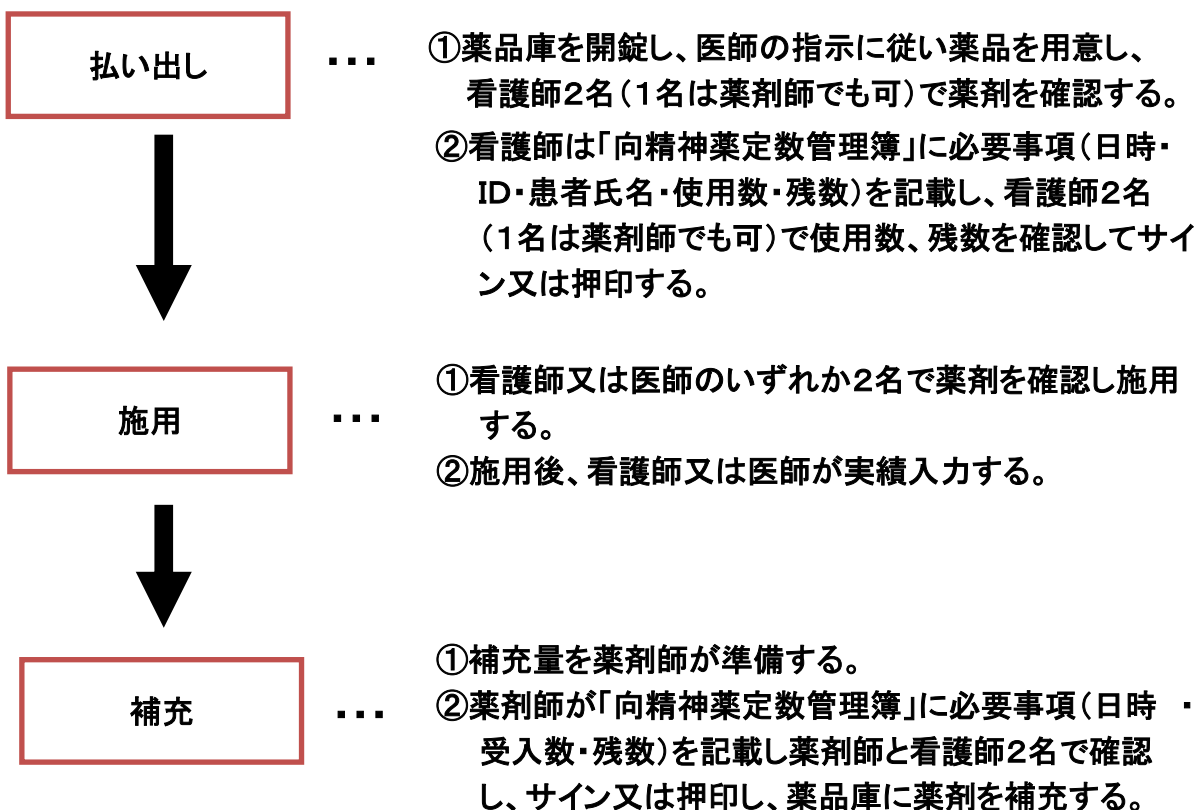 払い出し
・・・
①薬品庫を開錠し、医師の指示に従い薬品を用意し、
看護師2名(1名は薬剤師でも可)で薬剤を確認する。
②看護師は「向精神薬定数管理簿」に必要事項(日時・
ID・患者氏名・使用数・残数)を記載し、看護師2名
(1名は薬剤師でも可)で使用数、残数を確認してサイ
ン又は押印する。
施用
・・・
①看護師又は医師のいずれか2名で薬剤を確認し施用
する。
②施用後、看護師又は医師が実績入力する。
補充
・・・
①補充量を薬剤師が準備する。
②薬剤師が「向精神薬定数管理簿」に必要事項(日時 ・
受入数・残数)を記載し薬剤師と看護師2名で確認
し、サイン又は押印し、薬品庫に薬剤を補充する。